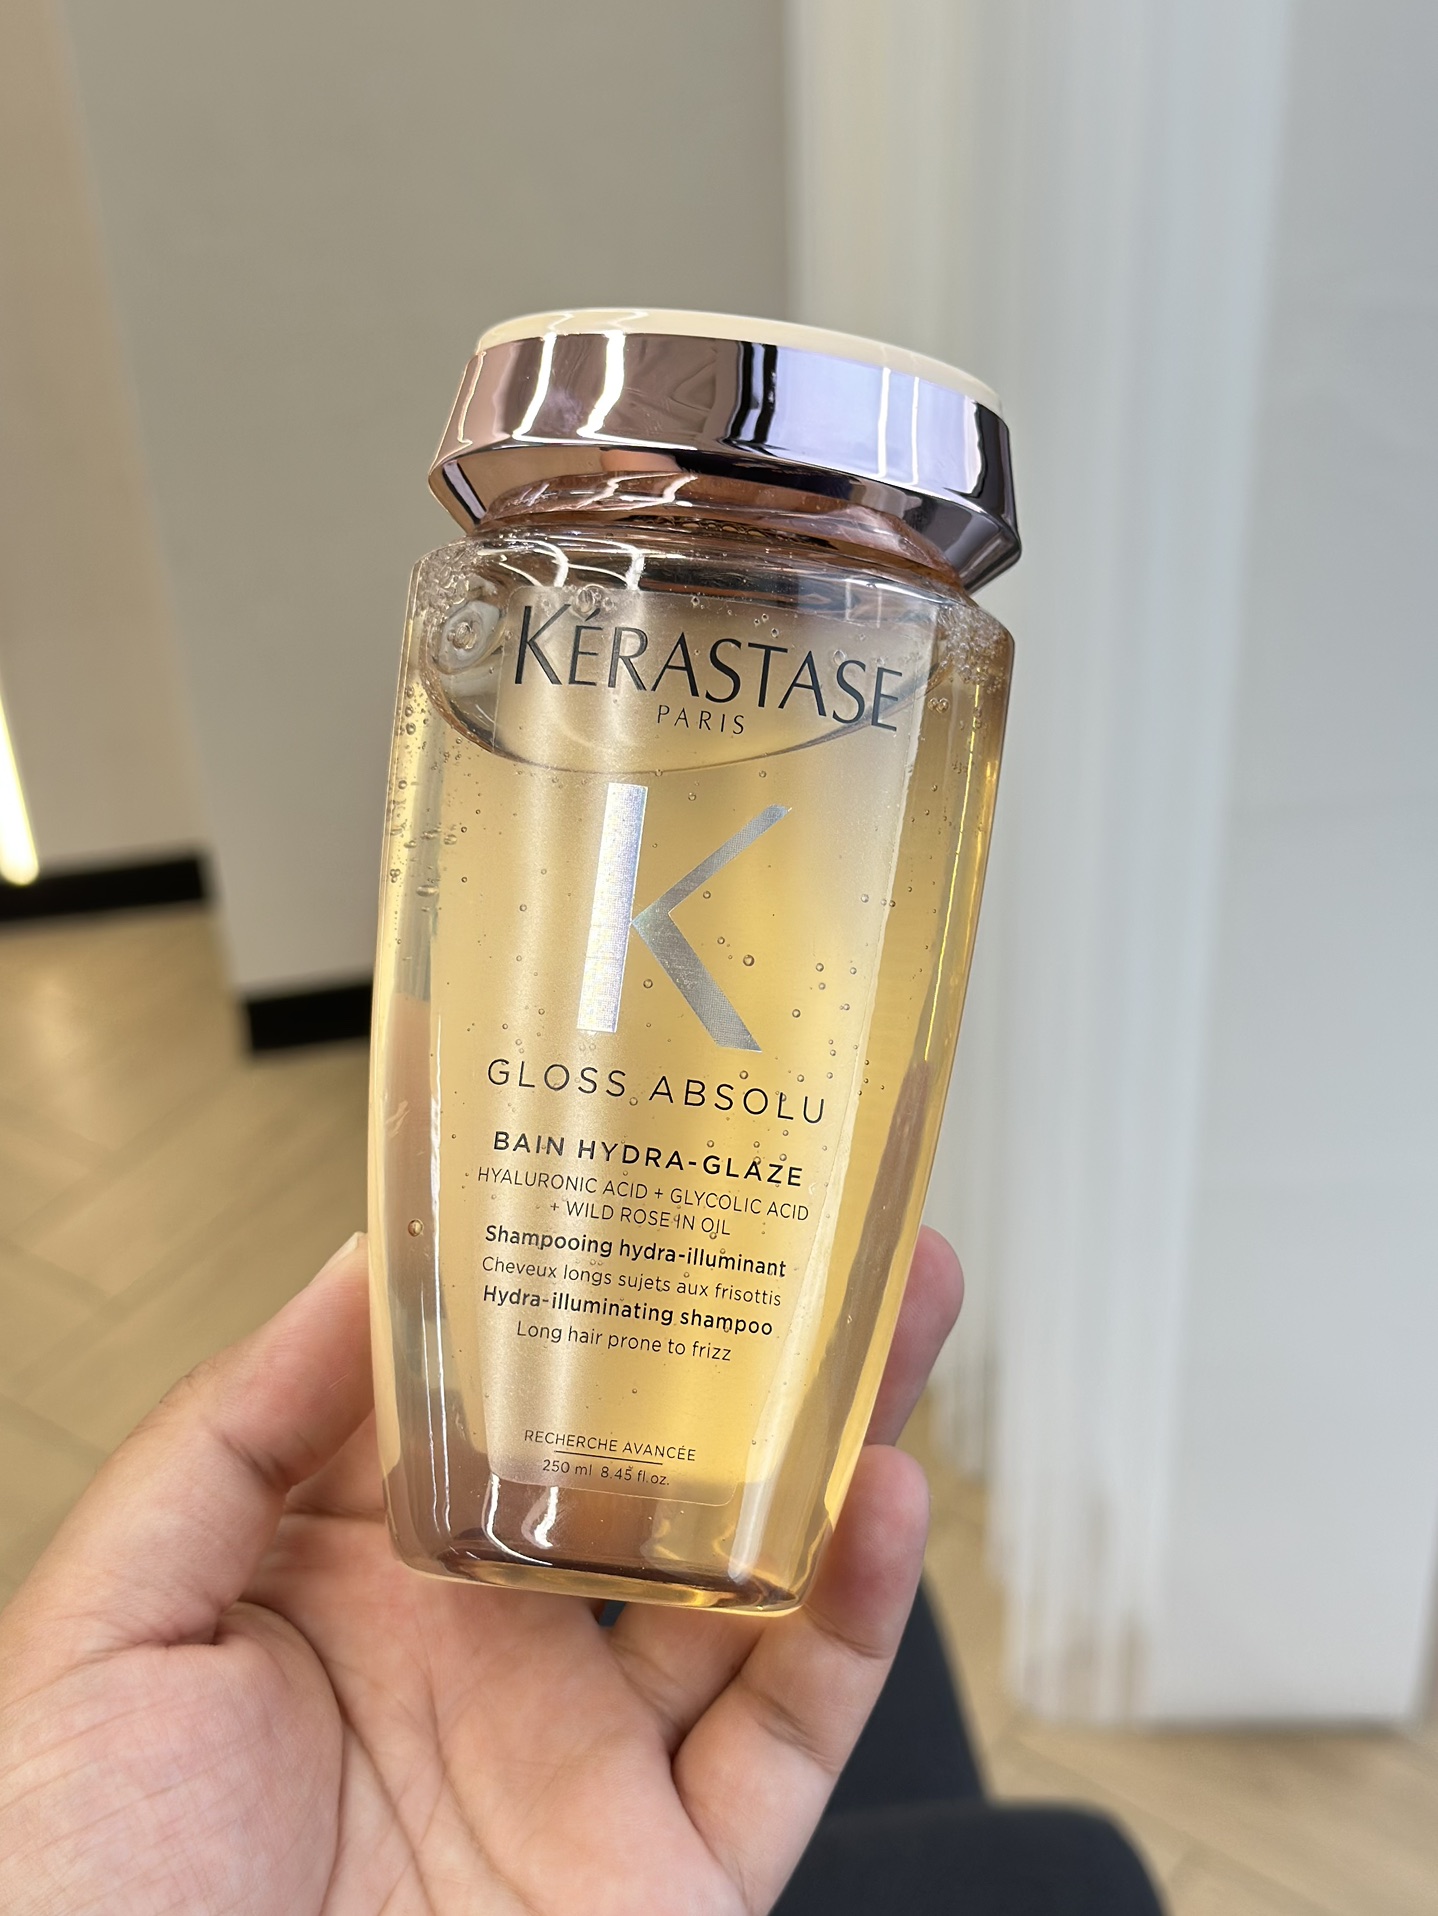 KÉRASTASE
PARIS
K
GLOSS ABSOLU
BAIN HYDRA-GLAZE
HYALURONIC ACID + GLYCOLIC ACID
+ WILD ROSE IN OIL
Shampooing hydra-illuminant
Cheveux longs sujets aux frisottis
Hydra-illuminating shampoo
Long hair prone to frizz
RECHERCHE AVANCÉE
250 ml 8.45 fl.oz.